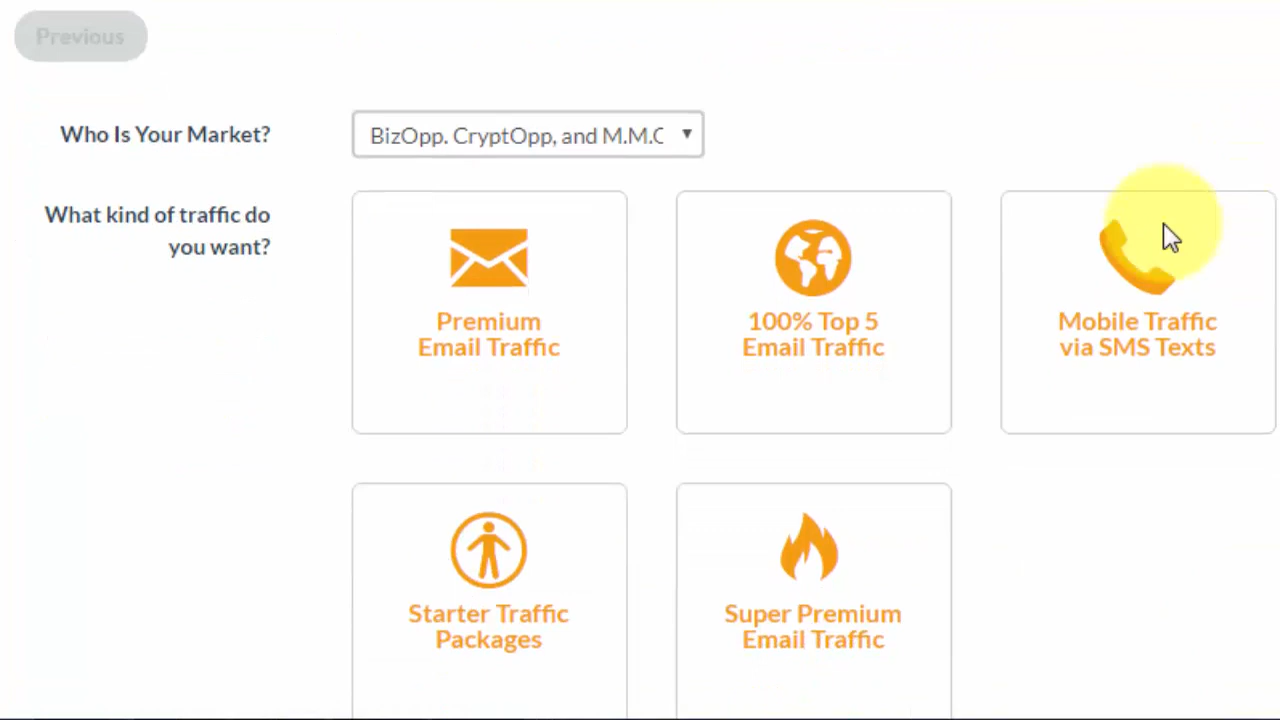 Previous
Who Is Your Market?
BizOpp. CryptOpp, and M.M.C
What kind of traffic do
you want?
Premium
Email Traffic
100% Top 5
Email Traffic
Mobile Traffic
via SMS Texts
Starter Traffic
Packages
Super Premium
Email Traffic